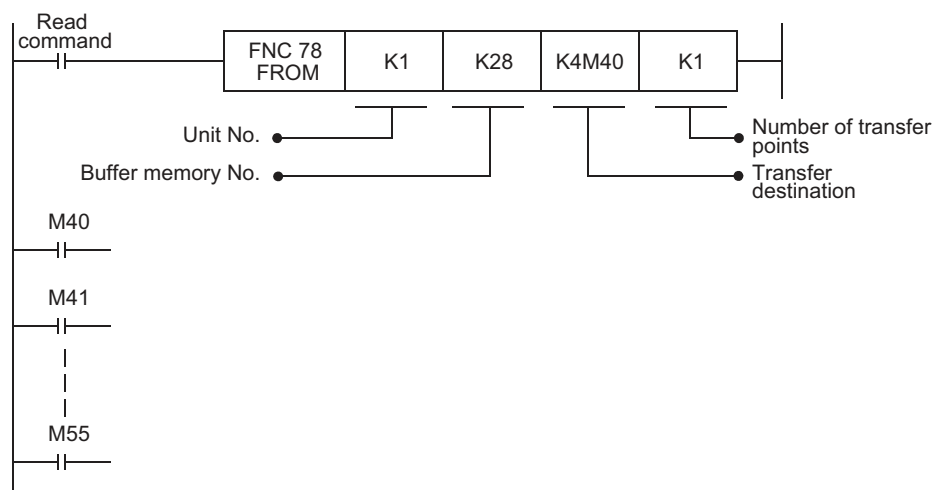 Read
command
FNC 78
FROM
K1
K28
K4M40
K1
Unit No.
Number of transfer
points
Buffer memory No.
Transfer
destination
M40
M41
M55